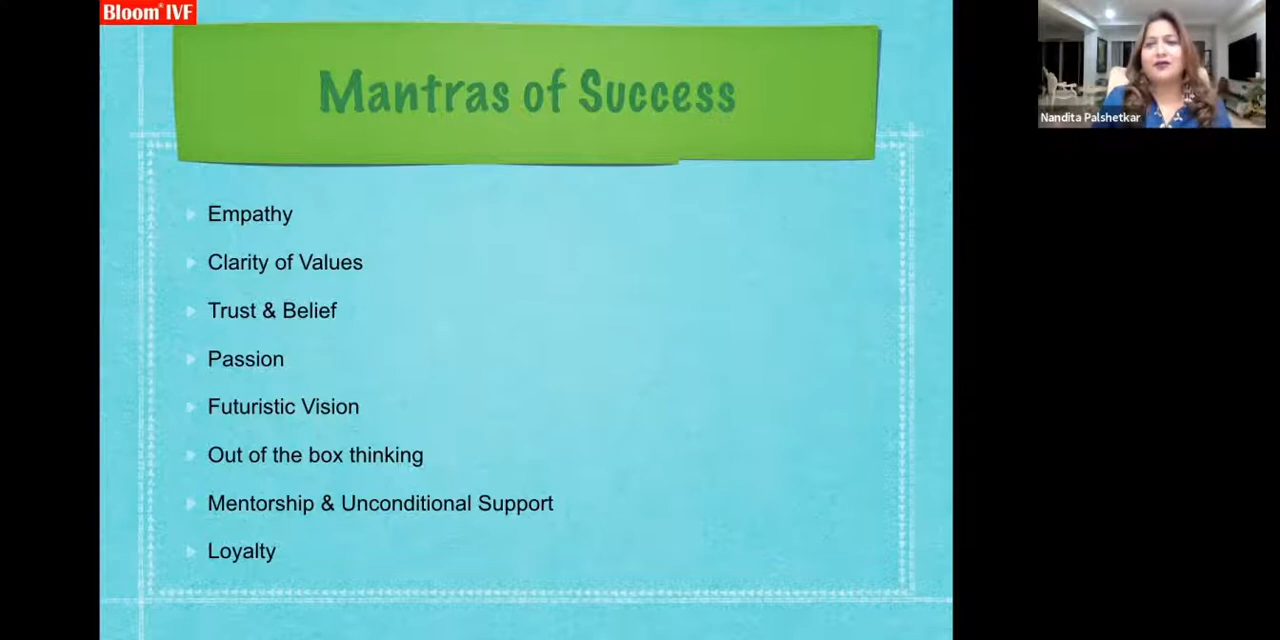 Bloom® IVF
Mantras of Success
Nandita Palshetkar
Empathy
Clarity of Values
Trust & Belief
Passion
Futuristic Vision
Out of the box thinking
Mentorship & Unconditional Support
Loyalty